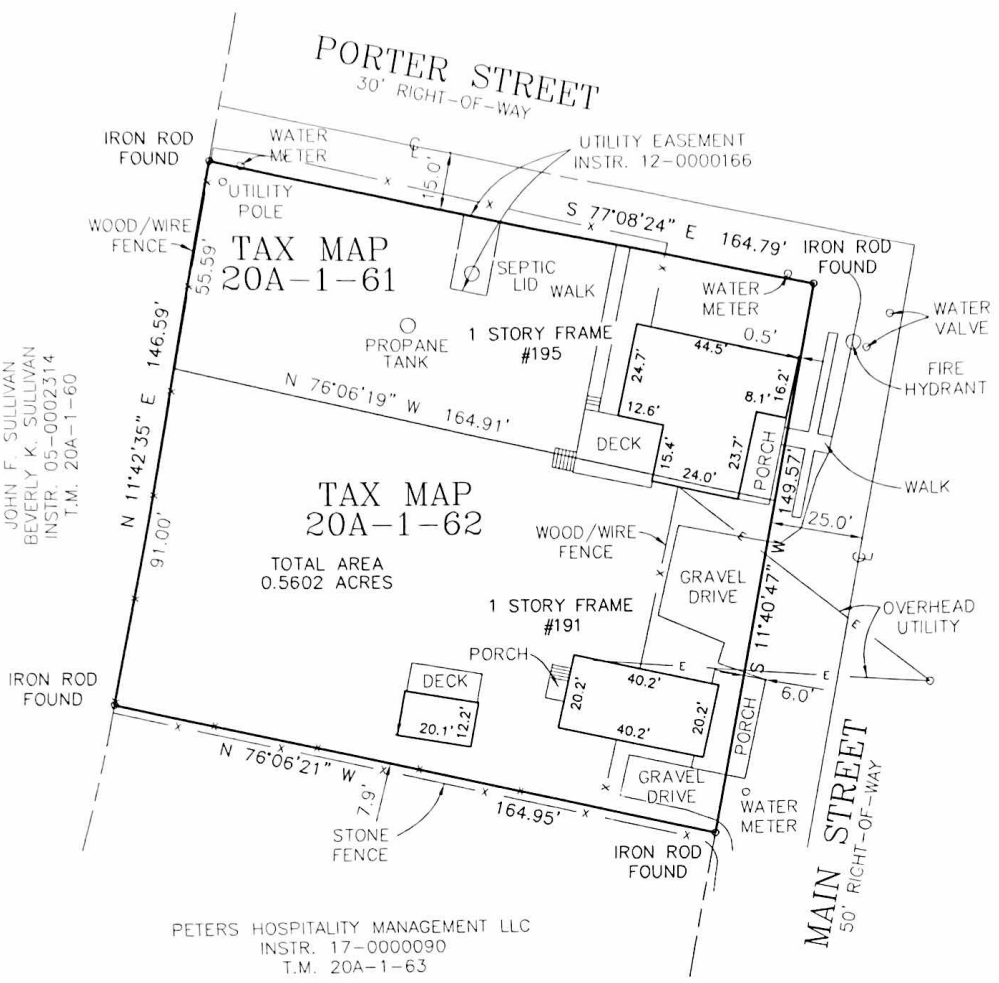 PORTER STREET
30' RIGHT-OF-WAY
IRON ROD
FOUND
WATER
METER
℄
15.0'
UTILITY EASEMENT
INSTR. 12-0000166
UTILITY
POLE
S 77°08'24" E 164.79'
IRON ROD
FOUND
WOOD/WIRE
FENCE
55.59'
TAX MAP
20A-1-61
SEPTIC
LID
WALK
WATER
METER
WATER
VALVE
PROPANE
TANK
1 STORY FRAME
#195
0.5'
44.5'
24.7'
16.2'
8.1'
12.6'
15.4'
23.7'
24.0'
FIRE
HYDRANT
N 11°42'35" E 146.59'
JOHN F. SULLIVAN
BEVERLY K. SULLIVAN
INSTR. 05-0002314
T.M. 20A-1-60
N 76°06'19" W 164.91'
DECK
PORCH
WALK
TAX MAP
20A-1-62
S 11°40'47" W 149.57'
25.0'
℄
91.00'
TOTAL AREA
0.5602 ACRES
WOOD/WIRE
FENCE
GRAVEL
DRIVE
E
1 STORY FRAME
#191
OVERHEAD
UTILITY
E
PORCH
E
E
6.0'
IRON ROD
FOUND
DECK
20.1'
12.2'
40.2'
20.2'
40.2'
20.2'
PORCH
N 76°06'21" W 164.95'
7.9'
STONE
FENCE
GRAVEL
DRIVE
WATER
METER
IRON ROD
FOUND
MAIN STREET
50' RIGHT-OF-WAY
PETERS HOSPITALITY MANAGEMENT LLC
INSTR. 17-0000090
T.M. 20A-1-63